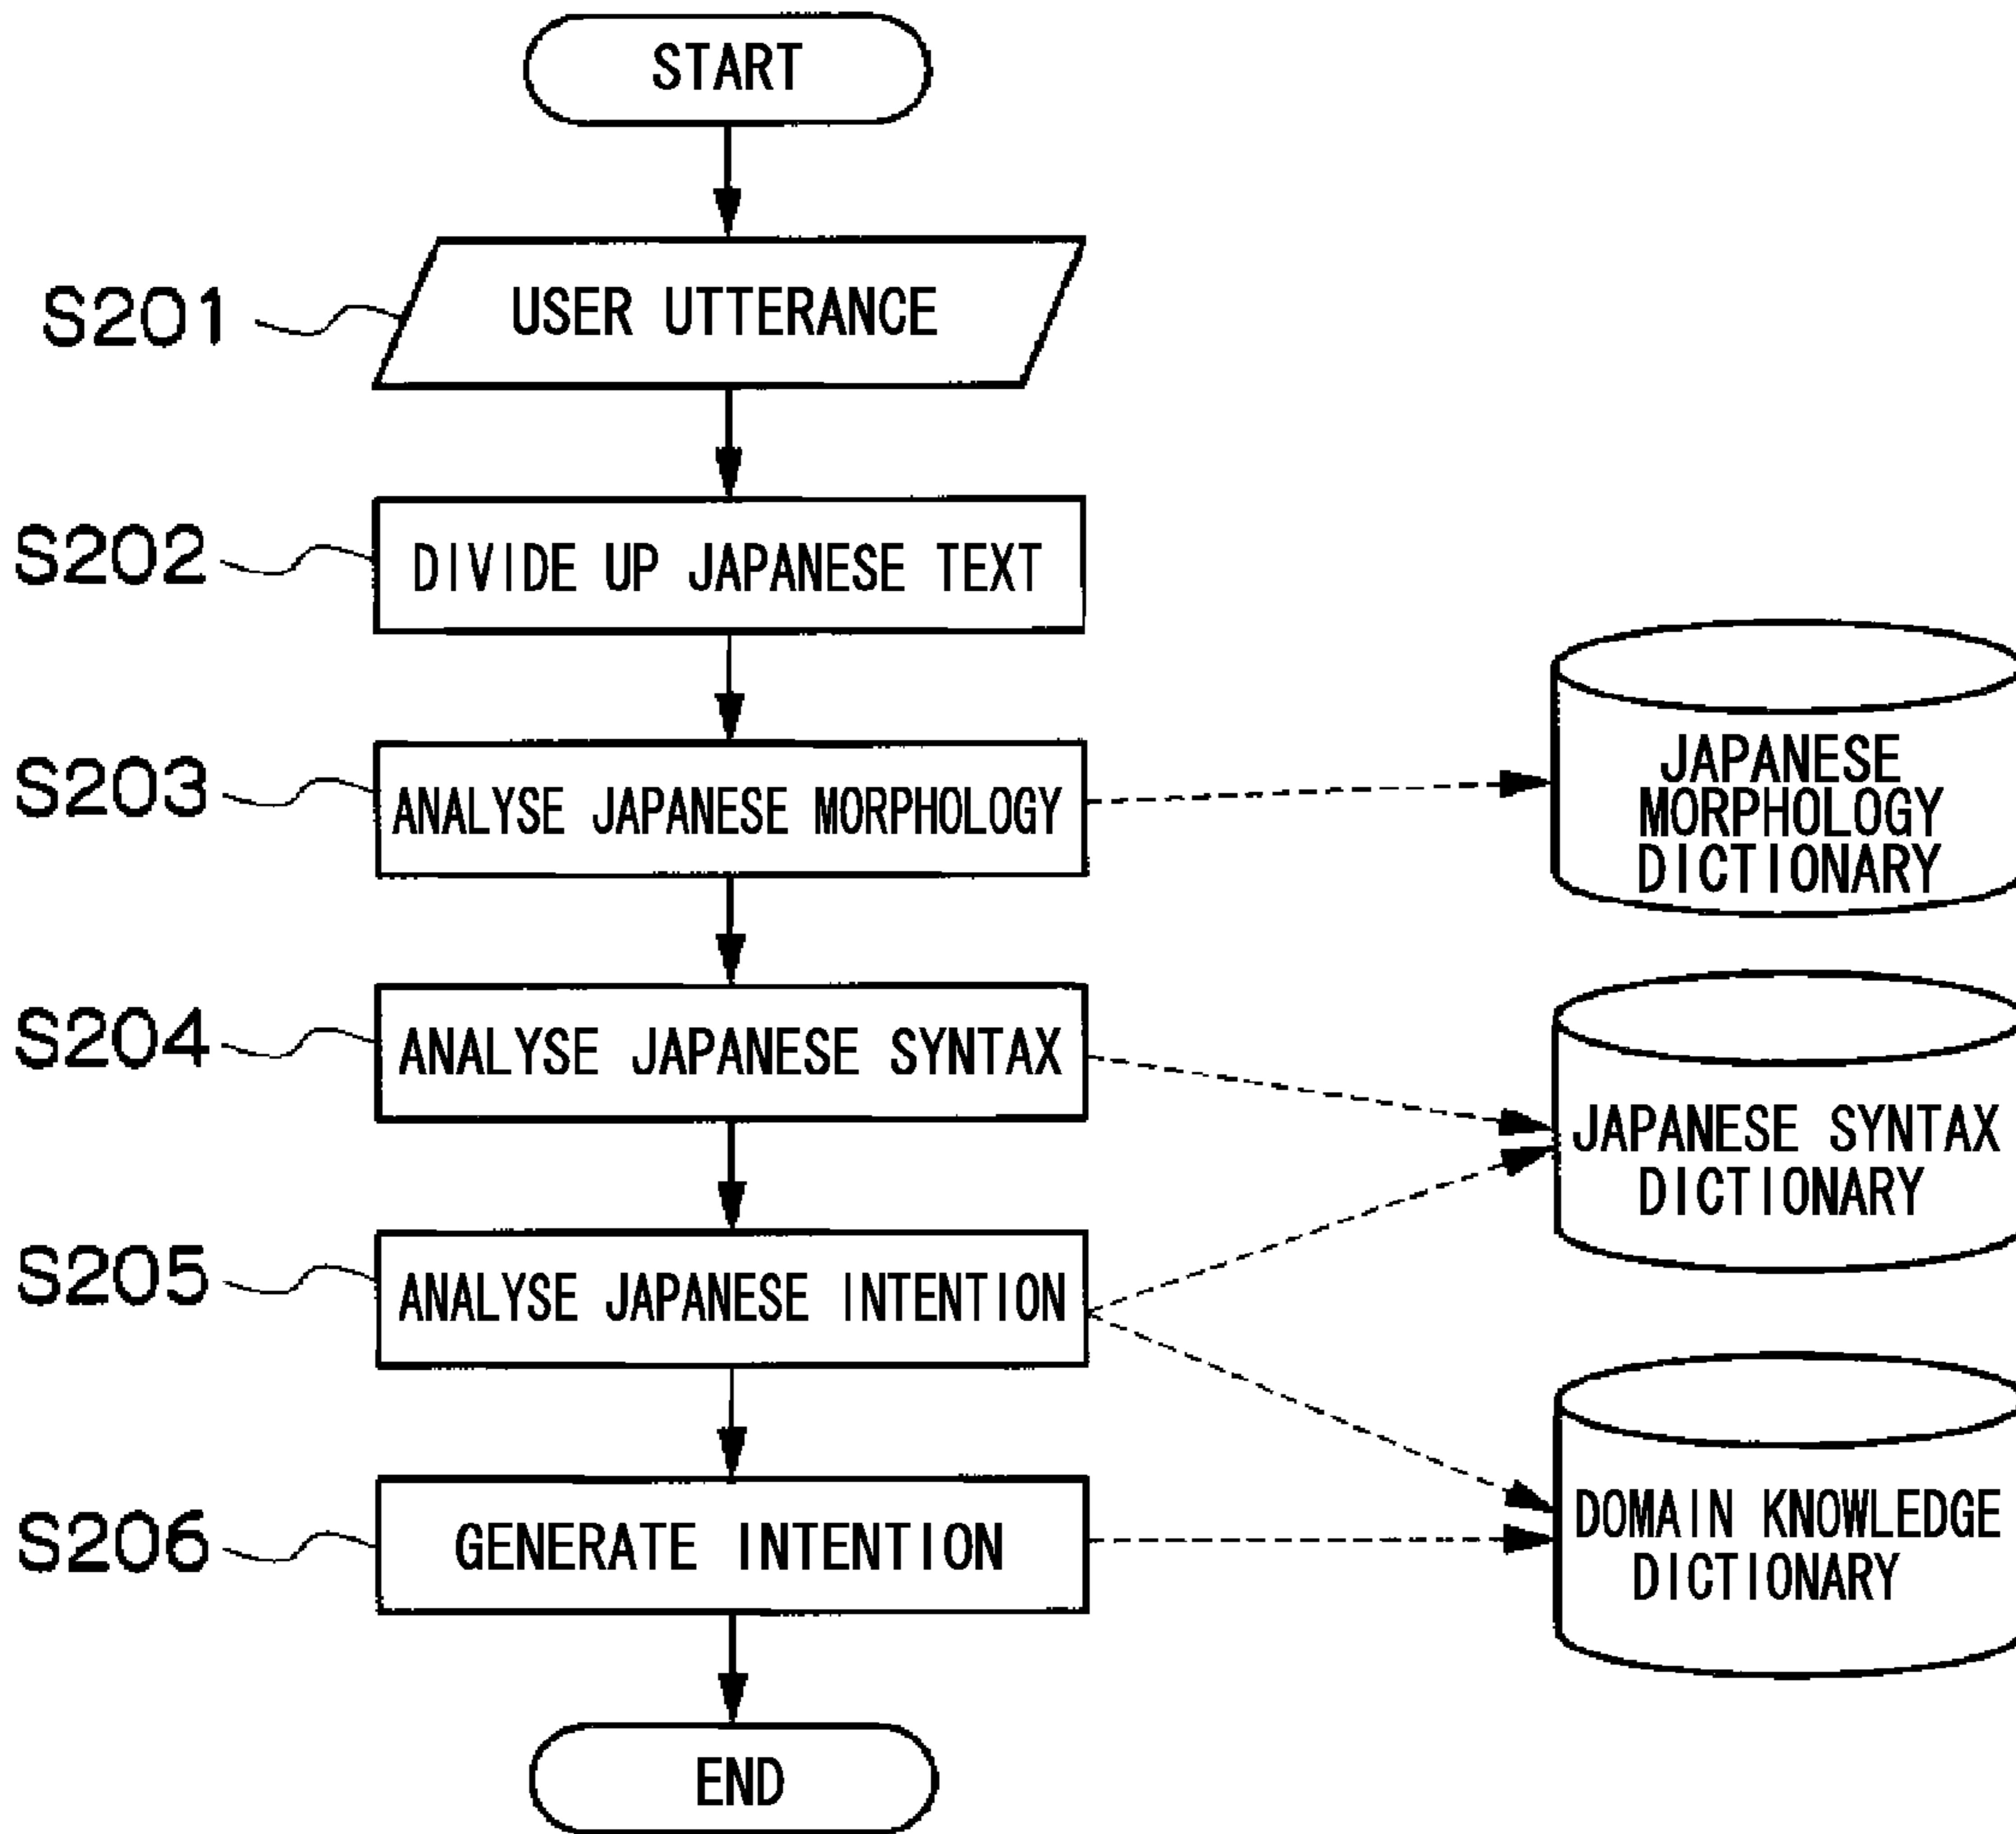 START
S201
USER UTTERANCE
S202
DIVIDE UP JAPANESE TEXT
S203
ANALYSE JAPANESE MORPHOLOGY
JAPANESE
MORPHOLOGY
DICTIONARY
S204
ANALYSE JAPANESE SYNTAX
JAPANESE SYNTAX
DICTIONARY
S205
ANALYSE JAPANESE INTENTION
S206
GENERATE INTENTION
DOMAIN KNOWLEDGE
DICTIONARY
END